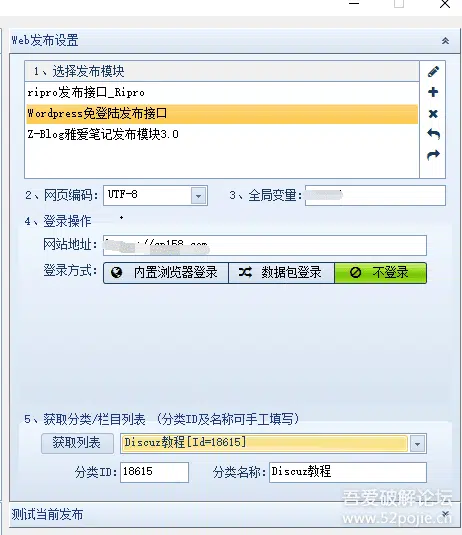 Web发布设置
1、选择发布模块
ripro发布接口_Ripro
Wordpress免登陆发布接口
Z-Blog雅爱笔记发布模块3.0
2、网页编码: UTF-8 3、全局变量:
4、登录操作
网站地址:
登录方式: 内置浏览器登录 数据包登录 不登录
5、获取分类/栏目列表 (分类ID及名称可手工填写)
获取列表 Discuz教程[Id=18615]
分类ID: 18615 分类名称: Discuz教程
吾爱破解论坛
测试当前发布
www.52pojie.cn